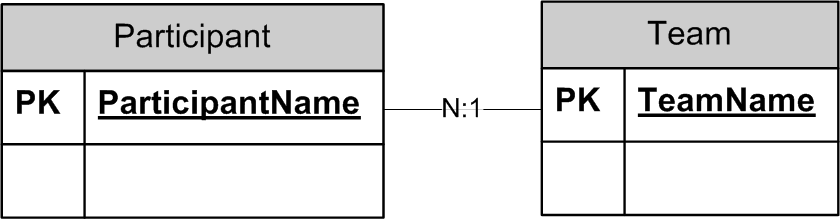 Participant
PK ParticipantName
N:1
Team
PK TeamName